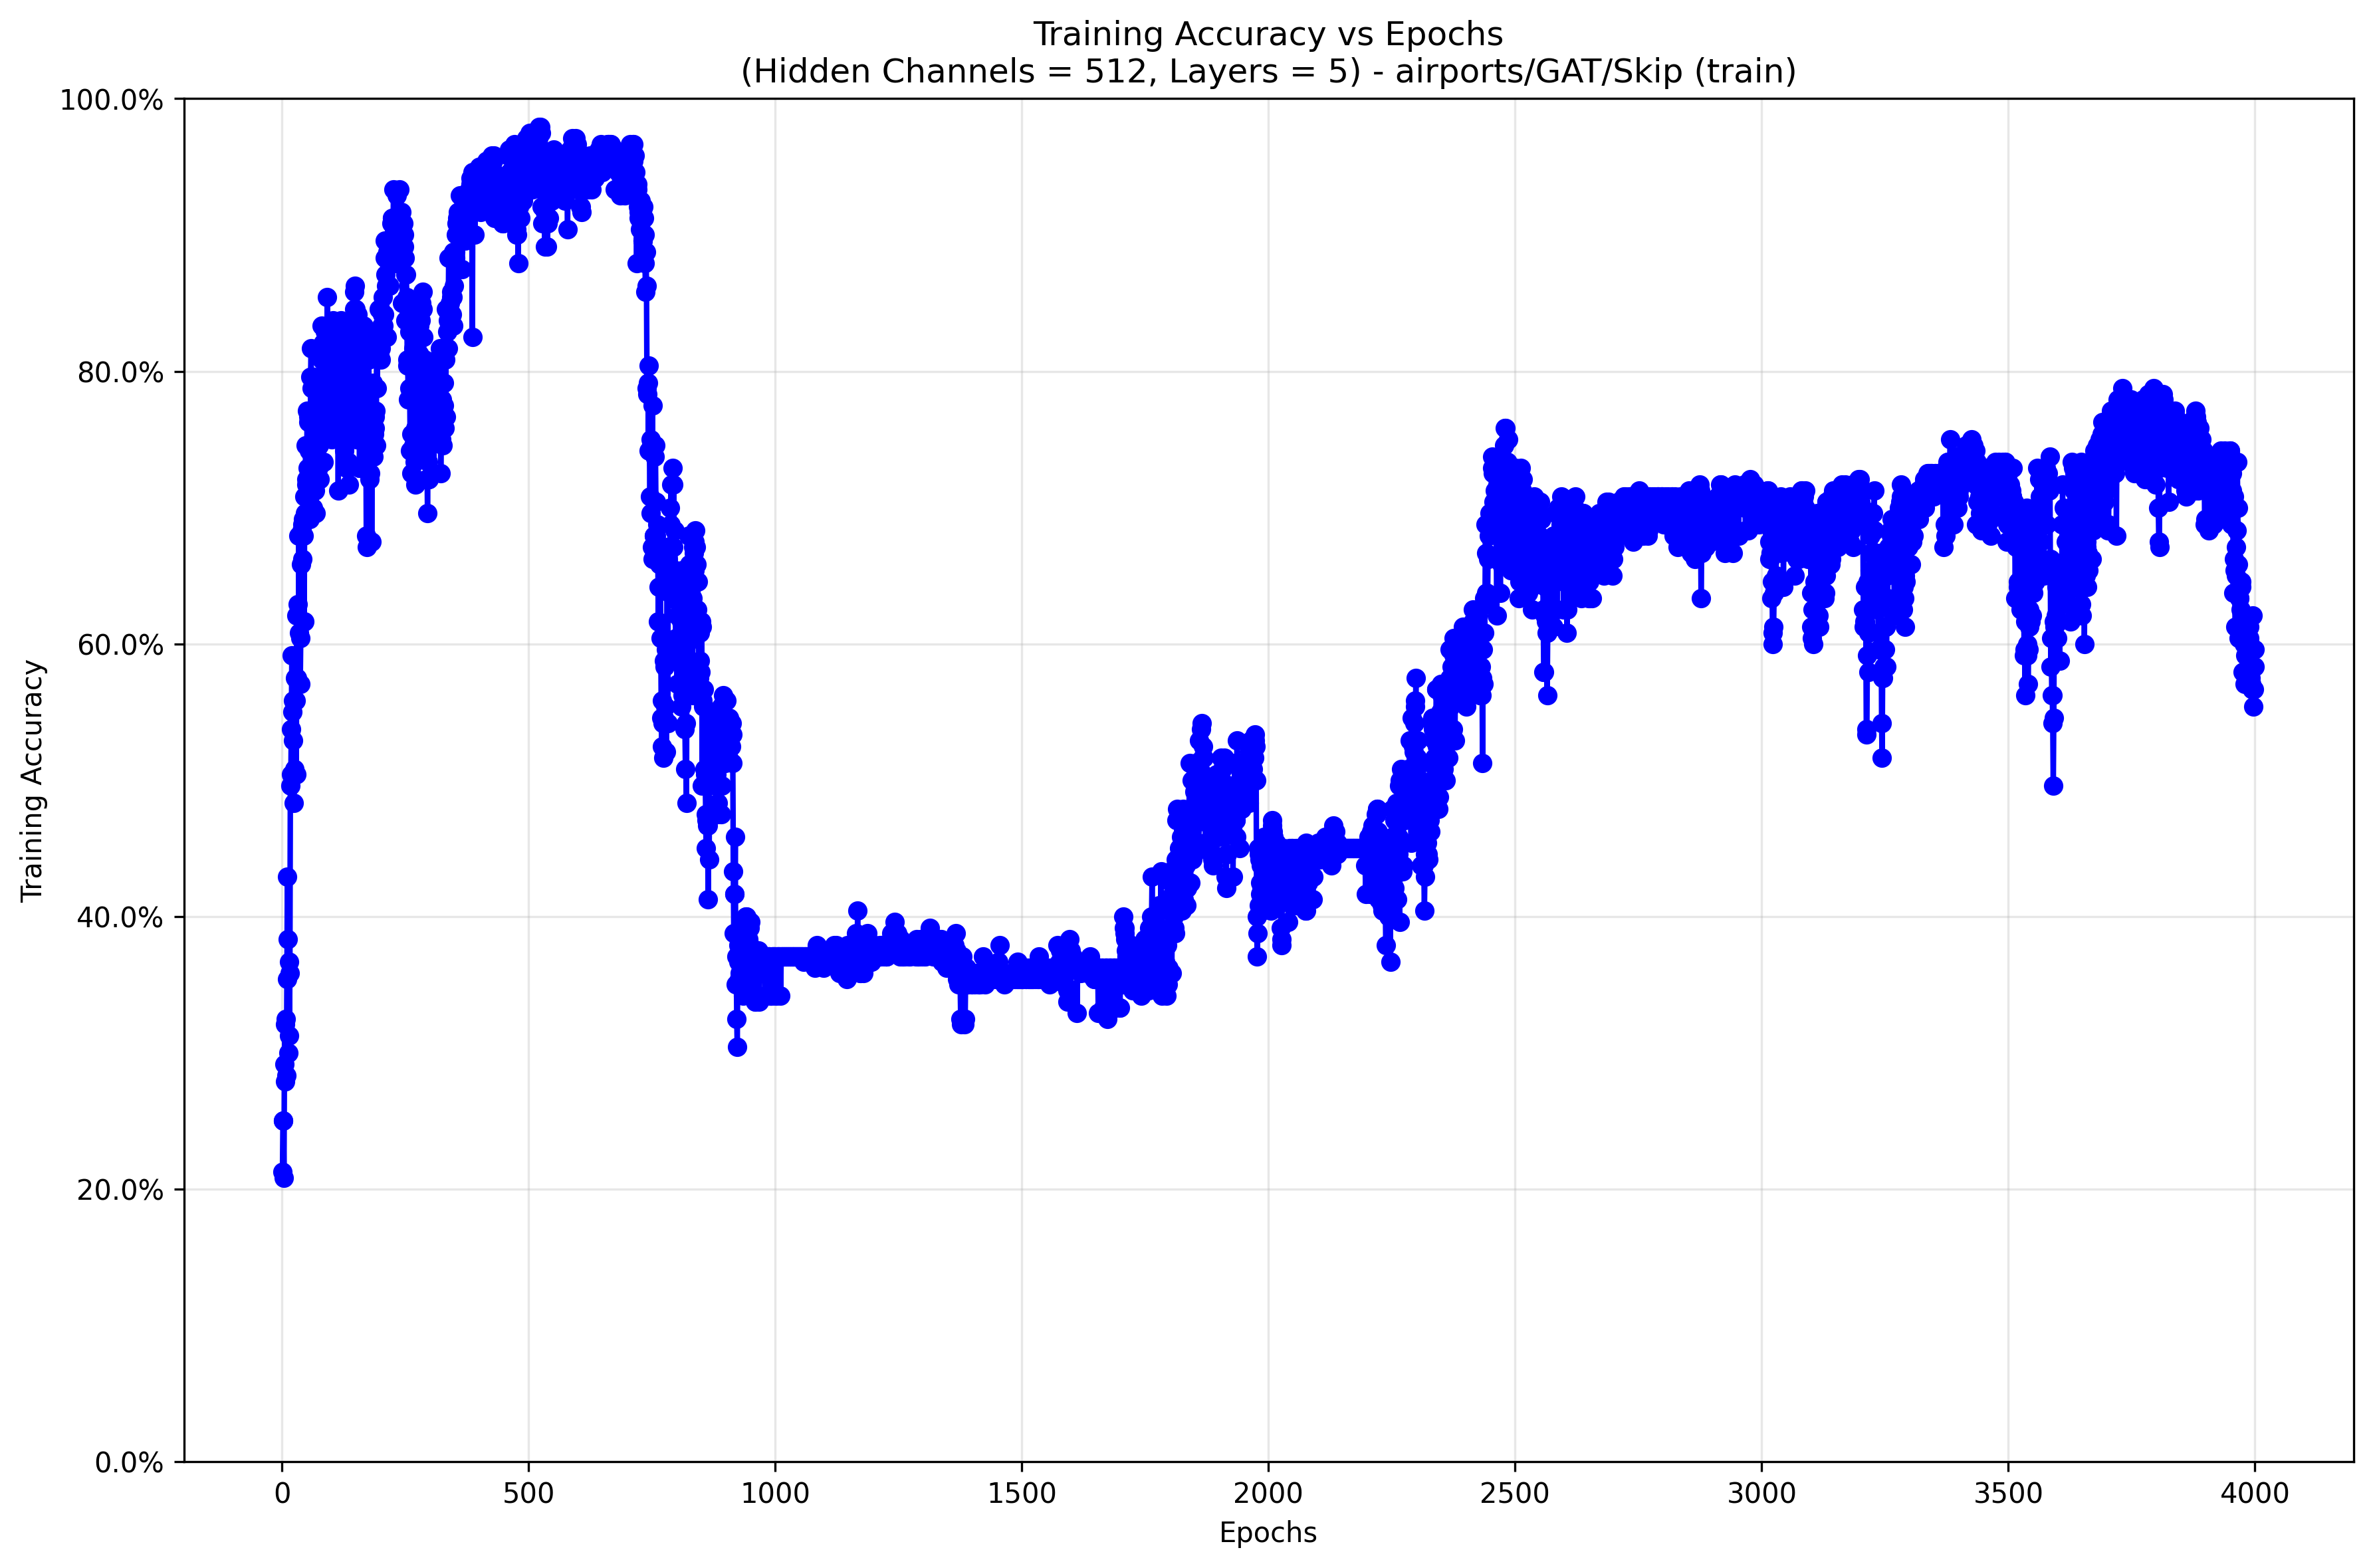 Training Accuracy vs Epochs
(Hidden Channels = 512, Layers = 5) - airports/GAT/Skip (train)
100.0%
80.0%
60.0%
40.0%
20.0%
0.0%
Training Accuracy
0 500 1000 1500 2000 2500 3000 3500 4000
Epochs